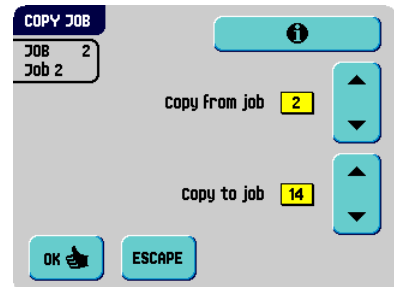 COPY JOB
JOB 2
Job 2
i
Copy from job 2
Copy to job 14
OK
ESCAPE